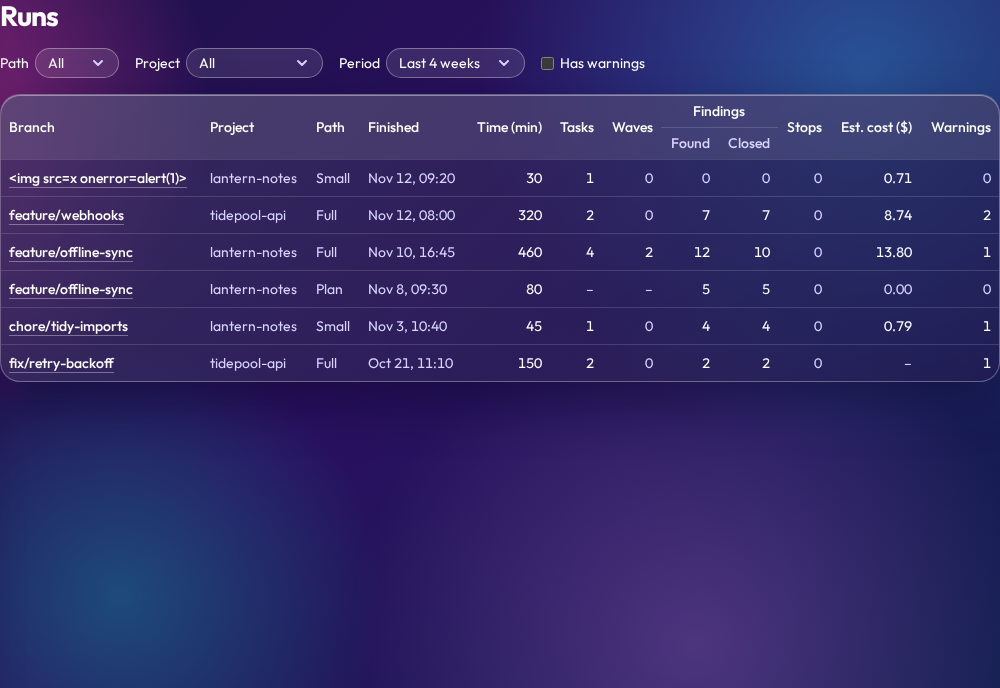 Runs
Path All Project All Period Last 4 weeks Has warnings
Branch Project Path Finished Time (min) Tasks Waves Findings Found Closed Stops Est. cost ($) Warnings
<img src=x onerror=alert(1)> lantern-notes Small Nov 12, 09:20 30 1 0 0 0 0 0.71 0
feature/webhooks tidepool-api Full Nov 12, 08:00 320 2 0 7 7 0 8.74 2
feature/offline-sync lantern-notes Full Nov 10, 16:45 460 4 2 12 10 0 13.80 1
feature/offline-sync lantern-notes Plan Nov 8, 09:30 80 – – 5 5 0 0.00 0
chore/tidy-imports lantern-notes Small Nov 3, 10:40 45 1 0 4 4 0 0.79 1
fix/retry-backoff tidepool-api Full Oct 21, 11:10 150 2 0 2 2 0 – 1